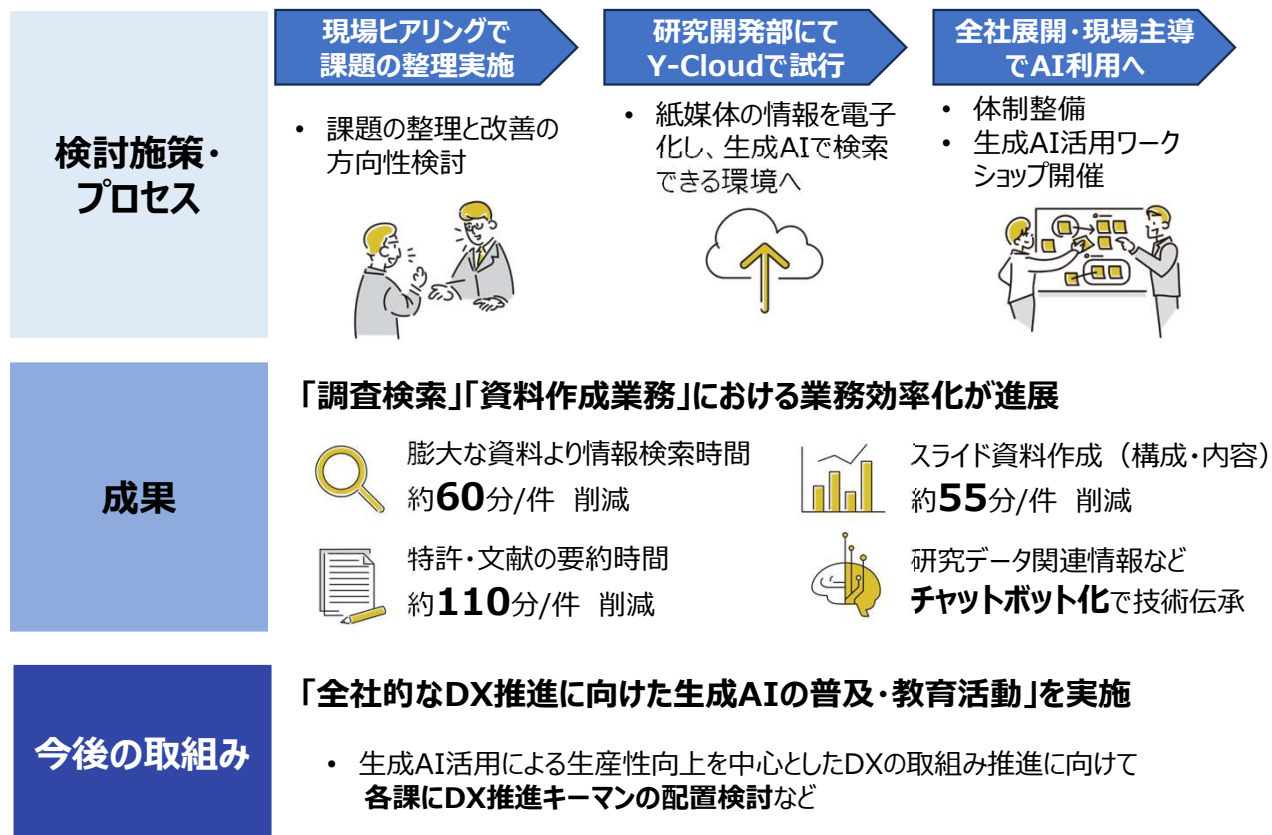 現場ヒアリングで
課題の整理実施
研究開発部にて
Y-Cloudで試行
全社展開・現場主導
でAI利用へ
検討施策・
プロセス
• 課題の整理と改善の
方向性検討
• 紙媒体の情報を電子
化し、生成AIで検索
できる環境へ
• 体制整備
• 生成AI活用ワーク
ショップ開催
成果
「調査検索」「資料作成業務」における業務効率化が進展
膨大な資料より情報検索時間
約60分/件 削減
スライド資料作成（構成・内容）
約55分/件 削減
特許・文献の要約時間
約110分/件 削減
研究データ関連情報など
チャットボット化で技術伝承
今後の取組み
「全社的なDX推進に向けた生成AIの普及・教育活動」を実施
• 生成AI活用による生産性向上を中心としたDXの取組み推進に向けて
各課にDX推進キーマンの配置検討など